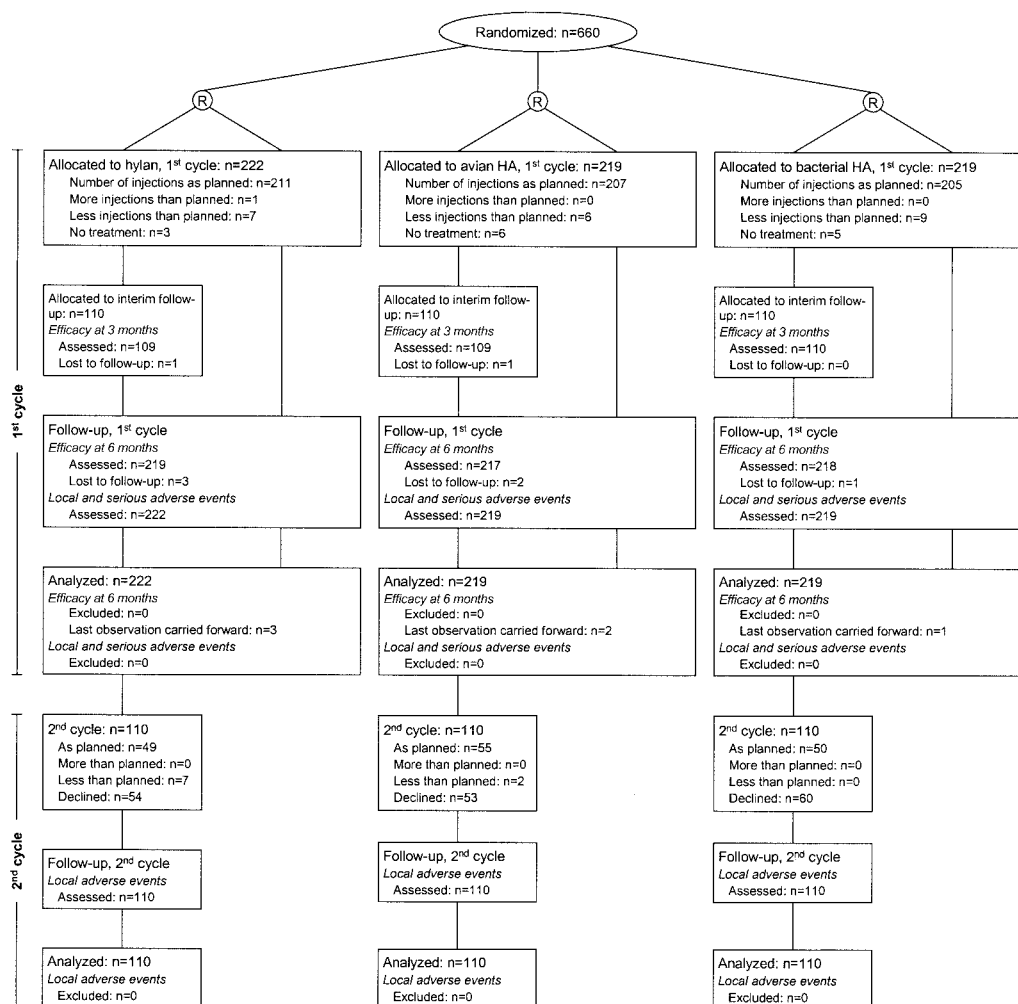 Randomized: n=660
R
R
R
1st cycle
Allocated to hylan, 1st cycle: n=222
Number of injections as planned: n=211
More injections than planned: n=1
Less injections than planned: n=7
No treatment: n=3
Allocated to avian HA, 1st cycle: n=219
Number of injections as planned: n=207
More injections than planned: n=0
Less injections than planned: n=6
No treatment: n=6
Allocated to bacterial HA, 1st cycle: n=219
Number of injections as planned: n=205
More injections than planned: n=0
Less injections than planned: n=9
No treatment: n=5
Allocated to interim follow-
up: n=110
Efficacy at 3 months
Assessed: n=109
Lost to follow-up: n=1
Allocated to interim follow-
up: n=110
Efficacy at 3 months
Assessed: n=109
Lost to follow-up: n=1
Allocated to interim follow-
up: n=110
Efficacy at 3 months
Assessed: n=110
Lost to follow-up: n=0
Follow-up, 1st cycle
Efficacy at 6 months
Assessed: n=219
Lost to follow-up: n=3
Local and serious adverse events
Assessed: n=222
Follow-up, 1st cycle
Efficacy at 6 months
Assessed: n=217
Lost to follow-up: n=2
Local and serious adverse events
Assessed: n=219
Follow-up, 1st cycle
Efficacy at 6 months
Assessed: n=218
Lost to follow-up: n=1
Local and serious adverse events
Assessed: n=219
Analyzed: n=222
Efficacy at 6 months
Excluded: n=0
Last observation carried forward: n=3
Local and serious adverse events
Excluded: n=0
Analyzed: n=219
Efficacy at 6 months
Excluded: n=0
Last observation carried forward: n=2
Local and serious adverse events
Excluded: n=0
Analyzed: n=219
Efficacy at 6 months
Excluded: n=0
Last observation carried forward: n=1
Local and serious adverse events
Excluded: n=0
2nd cycle
2nd cycle: n=110
As planned: n=49
More than planned: n=0
Less than planned: n=7
Declined: n=54
2nd cycle: n=110
As planned: n=55
More than planned: n=0
Less than planned: n=2
Declined: n=53
2nd cycle: n=110
As planned: n=50
More than planned: n=0
Less than planned: n=0
Declined: n=60
Follow-up, 2nd cycle
Local adverse events
Assessed: n=110
Follow-up, 2nd cycle
Local adverse events
Assessed: n=110
Follow-up, 2nd cycle
Local adverse events
Assessed: n=110
Analyzed: n=110
Local adverse events
Excluded: n=0
Analyzed: n=110
Local adverse events
Excluded: n=0
Analyzed: n=110
Local adverse events
Excluded: n=0